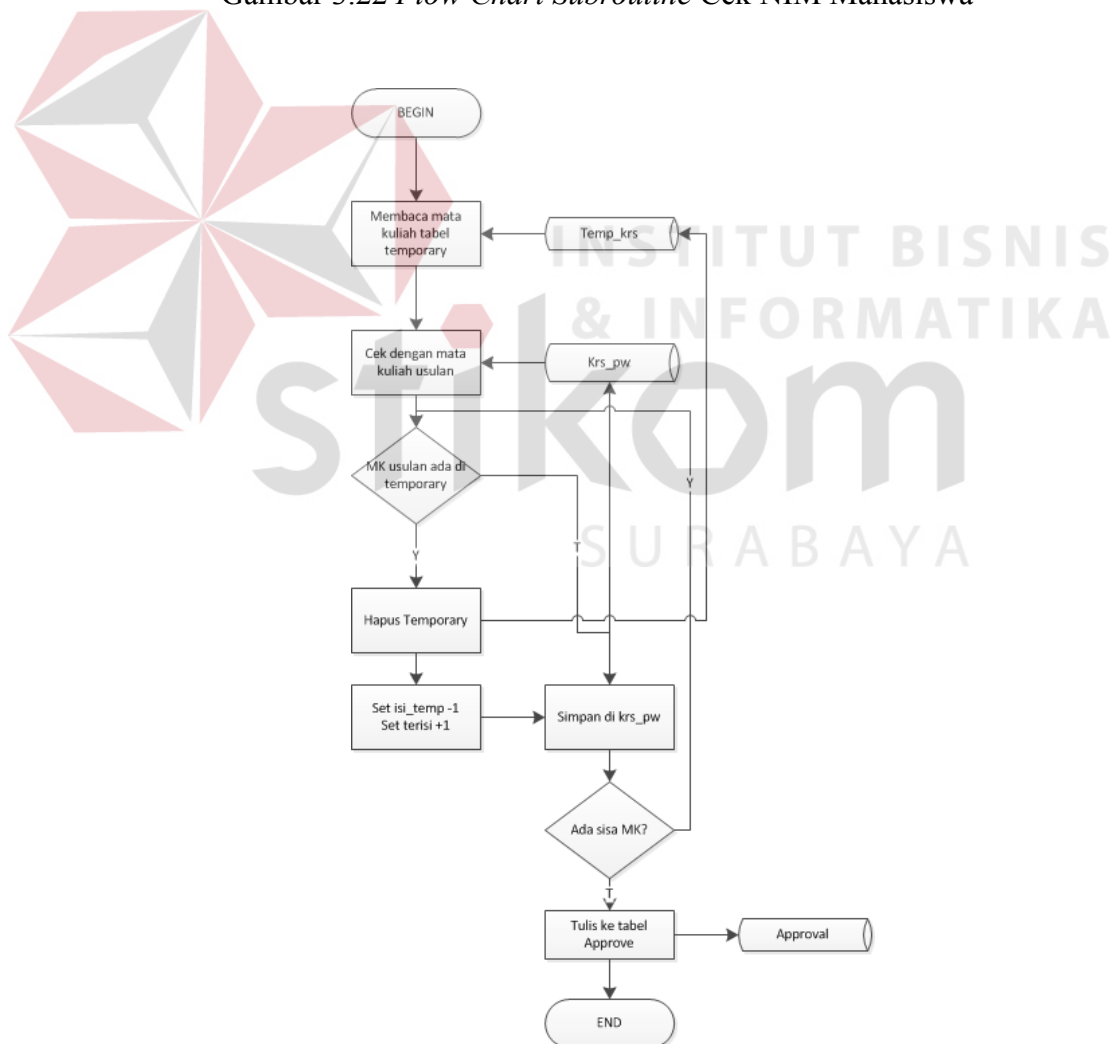 Gambar 3.22 Flow Chart Subroutine Cek NIM Mahasiswa
BEGIN
Membaca mata
kuliah tabel
temporary
Temp_krs
INSTITUT BISNIS
& INFORMATIKA
stikom
SURABAYA
Cek dengan mata
kuliah usulan
Krs_pw
MK usulan ada di
temporary
Y
T
Y
Hapus Temporary
Set isi_temp -1
Set terisi +1
Simpan di krs_pw
Ada sisa MK?
T
Tulis ke tabel
Approve
Approval
END